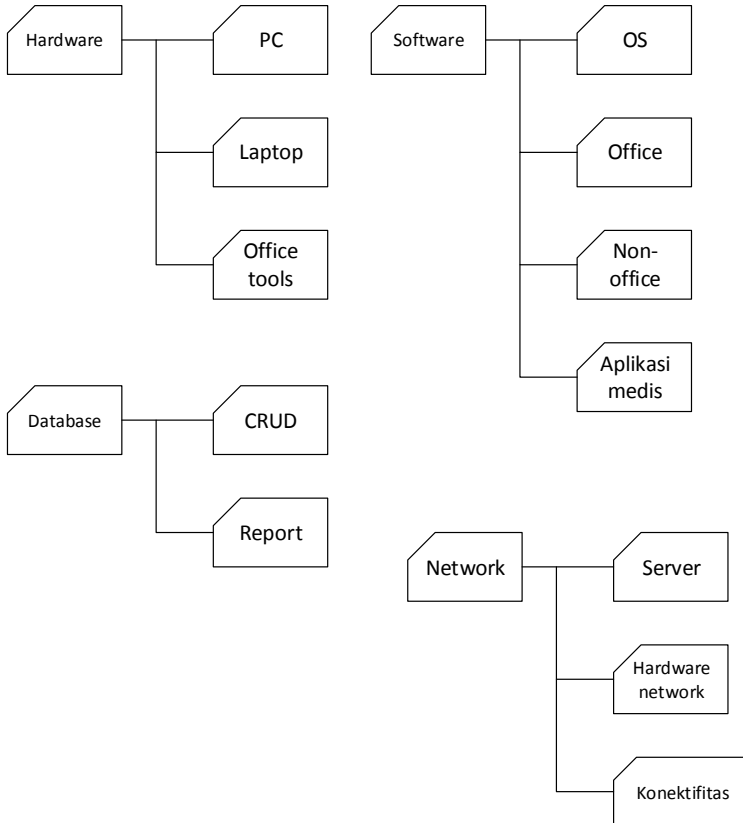 Hardware
PC
Laptop
Office
tools
Software
OS
Office
Non-
office
Aplikasi
medis
Database
CRUD
Report
Network
Server
Hardware
network
Konektifitas